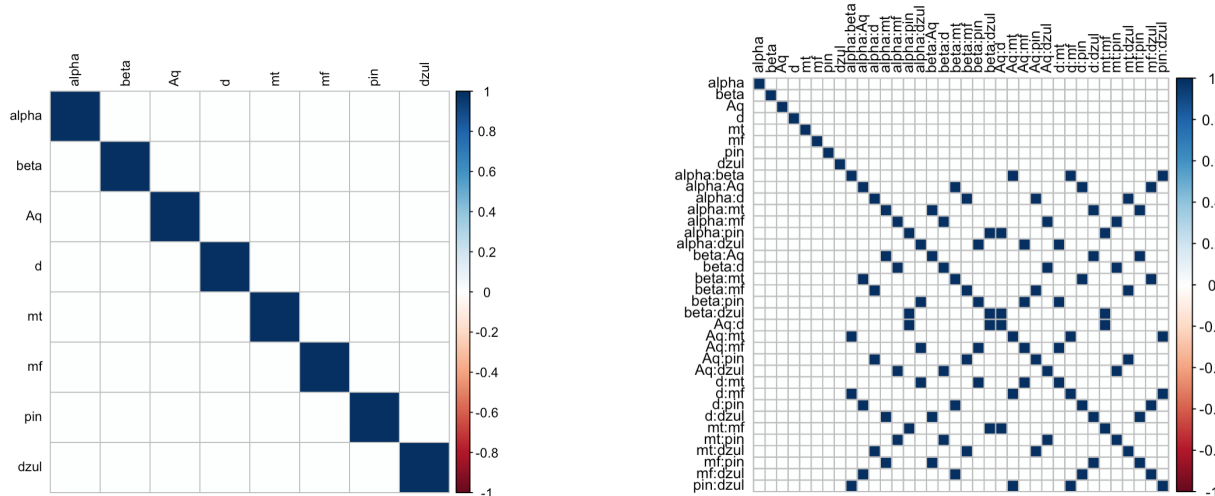 alpha
beta
Aq
d
mt
mf
pin
dzul
alpha
beta
Aq
d
mt
mf
pin
dzul
1
0.8
0.6
0.4
0.2
0
-0.2
-0.4
-0.6
-0.8
-1
alpha
beta
Aq
d
mt
mf
pin
dzul
alpha:beta
alpha:Aq
alpha:d
alpha:mt
alpha:mf
alpha:pin
alpha:dzul
beta:Aq
beta:d
beta:mt
beta:mf
beta:pin
beta:dzul
Aq:d
Aq:mt
Aq:mf
Aq:pin
Aq:dzul
d:mt
d:mf
d:pin
d:dzul
mt:mf
mt:pin
mt:dzul
mf:pin
mf:dzul
pin:dzul
alpha
beta
Aq
d
mt
mf
pin
dzul
alpha:beta
alpha:Aq
alpha:d
alpha:mt
alpha:mf
alpha:pin
alpha:dzul
beta:Aq
beta:d
beta:mt
beta:mf
beta:pin
beta:dzul
Aq:d
Aq:mt
Aq:mf
Aq:pin
Aq:dzul
d:mt
d:mf
d:pin
d:dzul
mt:mf
mt:pin
mt:dzul
mf:pin
mf:dzul
pin:dzul
1
0